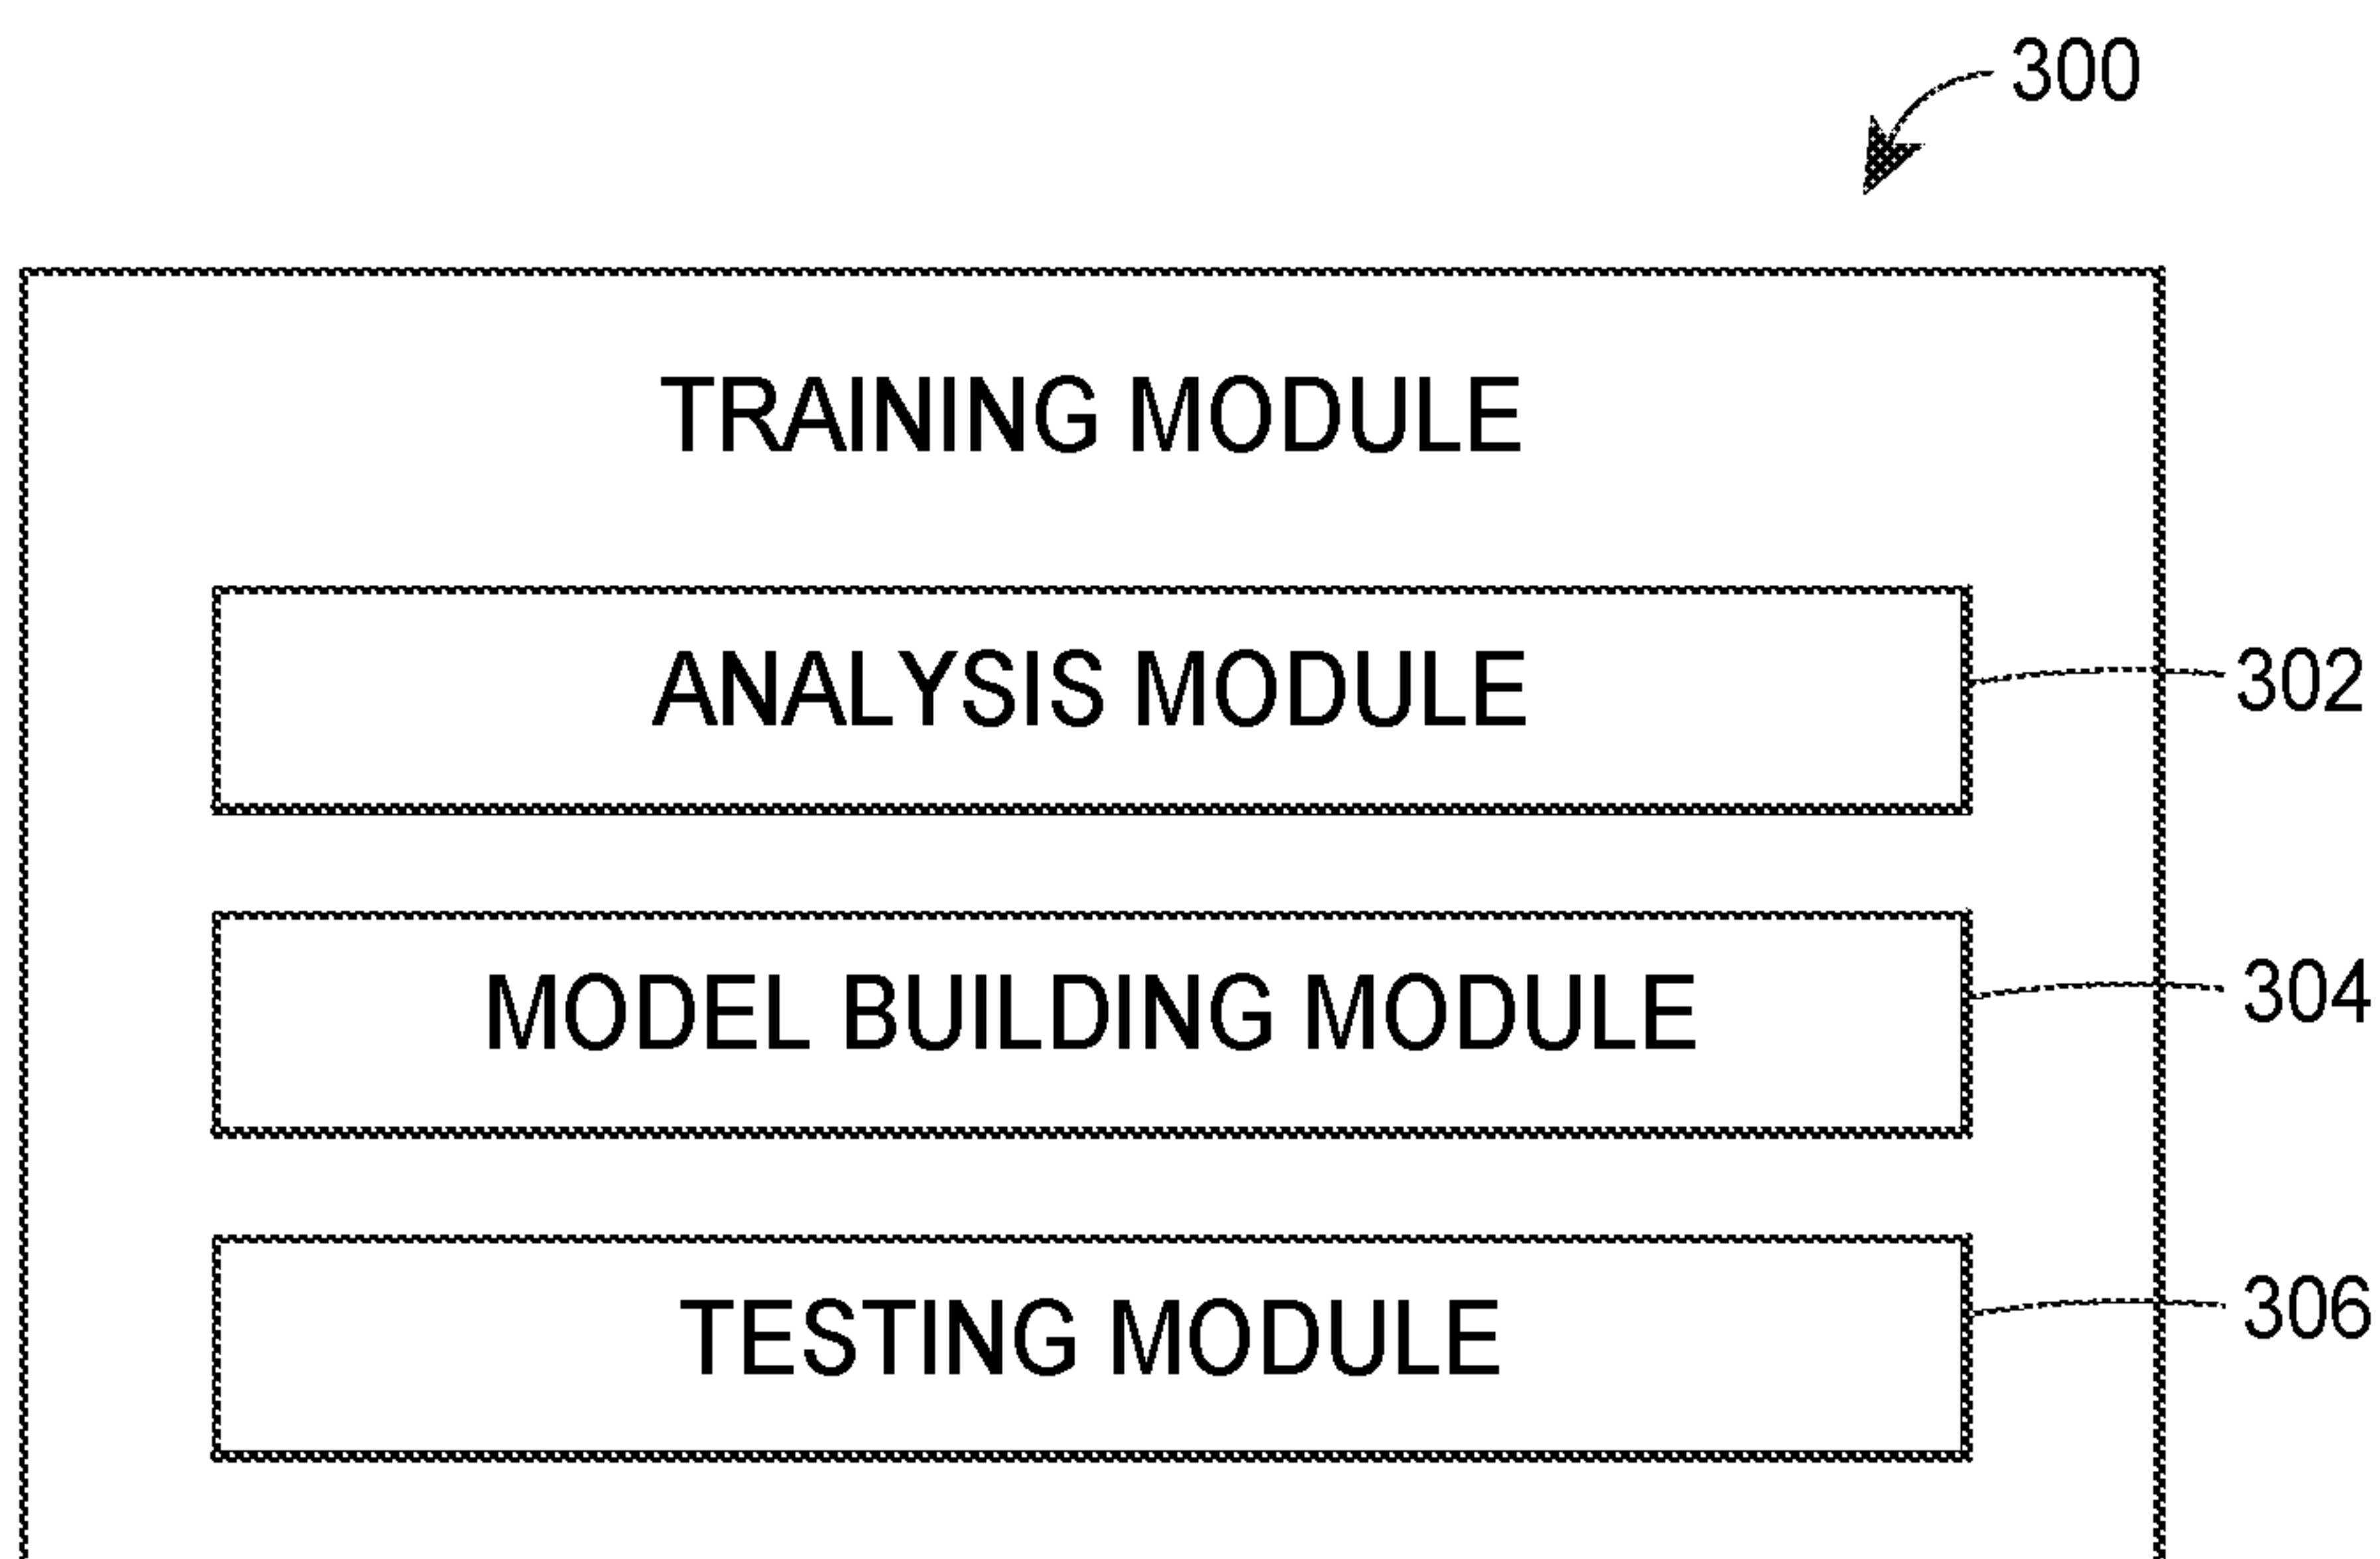 300
TRAINING MODULE
ANALYSIS MODULE
302
MODEL BUILDING MODULE
304
TESTING MODULE
306